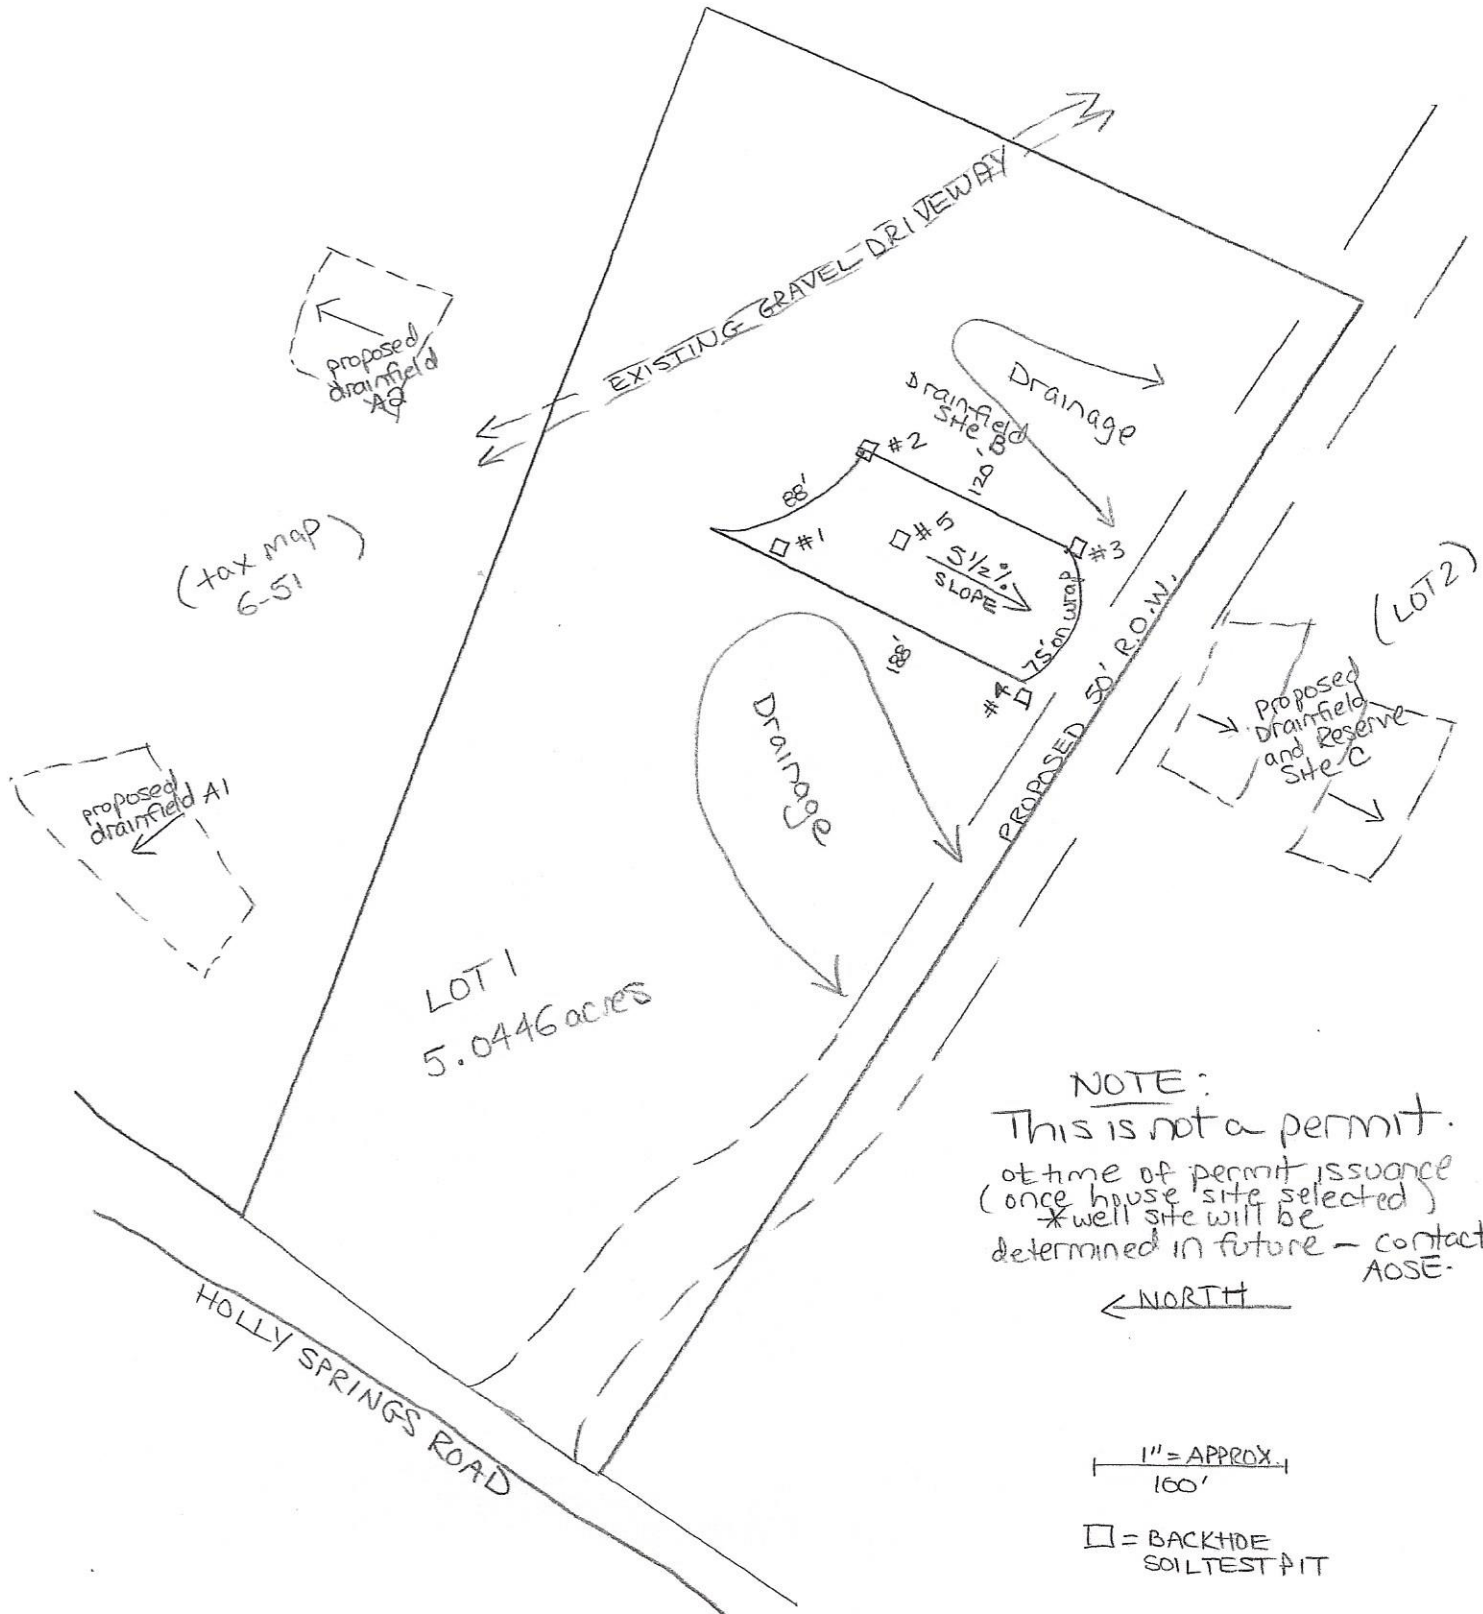 EXISTING GRAVEL DRIVEWAY
proposed
drainfield
A2
Drainage
Drainfield
Site B
#2
120'
88'
#1
#5
5½%
SLOPE
#3
75' on wrap
188'
#4
(tax map
6-51)
PROPOSED 50' R.O.W.
(LOT 2)
Proposed
Drainfield
and Reserve
Site C
Drainage
proposed
drainfield A1
LOT 1
5.0446 acres
NOTE:
This is not a permit.
at time of permit issuance
(once house site selected)
*well site will be
determined in future - contact
AOSE.
NORTH
HOLLY SPRINGS ROAD
1" = APPROX.
100'
□ = BACKHOE
SOIL TEST PIT